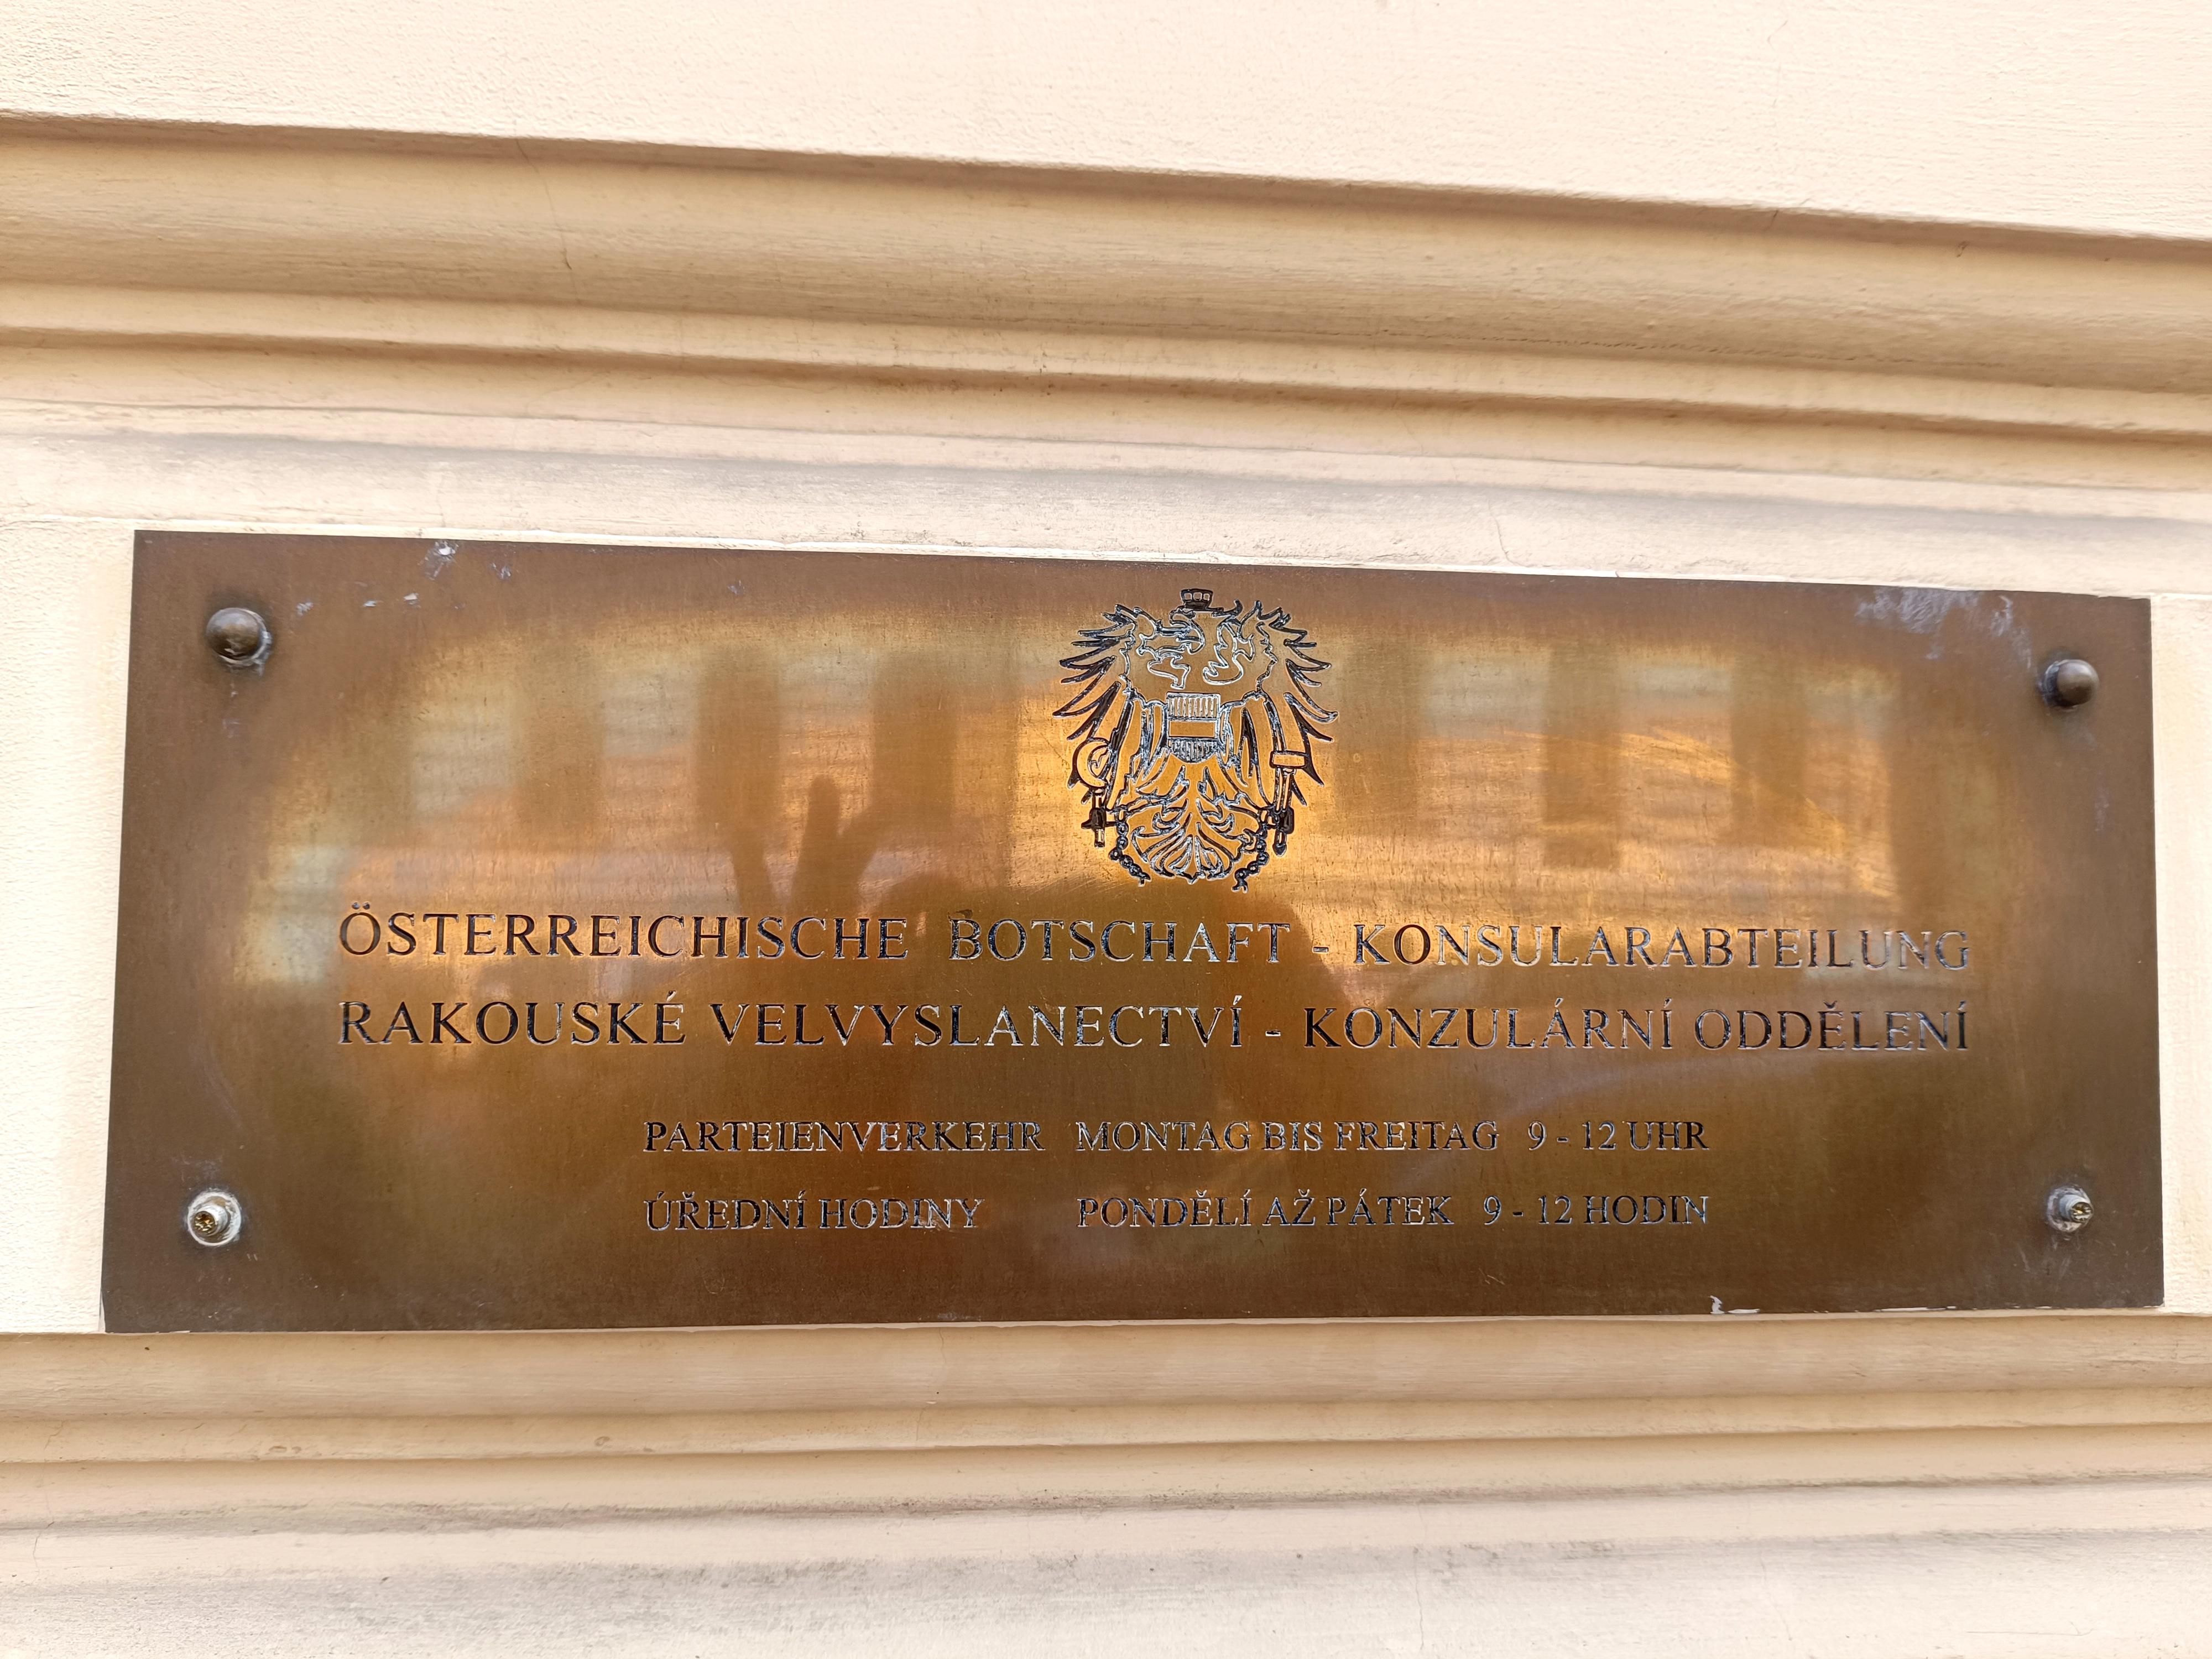 ÖSTERREICHISCHE BOTSCHAFT - KONSULARABTEILUNG
RAKOUSKÉ VELVYSLANECTVÍ - KONZULÁRNÍ ODDĚLENÍ
PARTEIENVERKEHR MONTAG BIS FREITAG 9 - 12 UHR
ÚŘEDNÍ HODINY PONDĚLÍ AŽ PÁTEK 9 - 12 HODIN